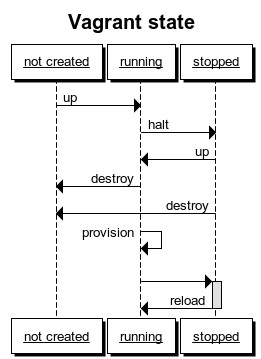 Vagrant state
not created running stopped
up
halt
up
destroy
destroy
provision
reload
not created running stopped